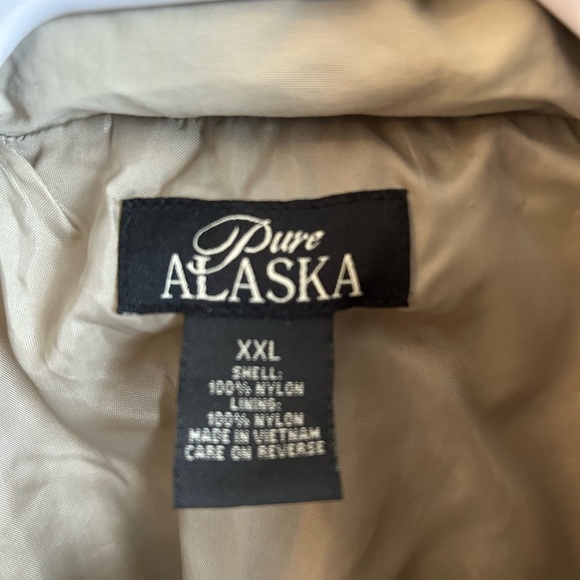 Pure
ALASKA
XXL
SHELL:
100% NYLON
LINING:
100% NYLON
MADE IN VIETNAM
CARE ON REVERSE